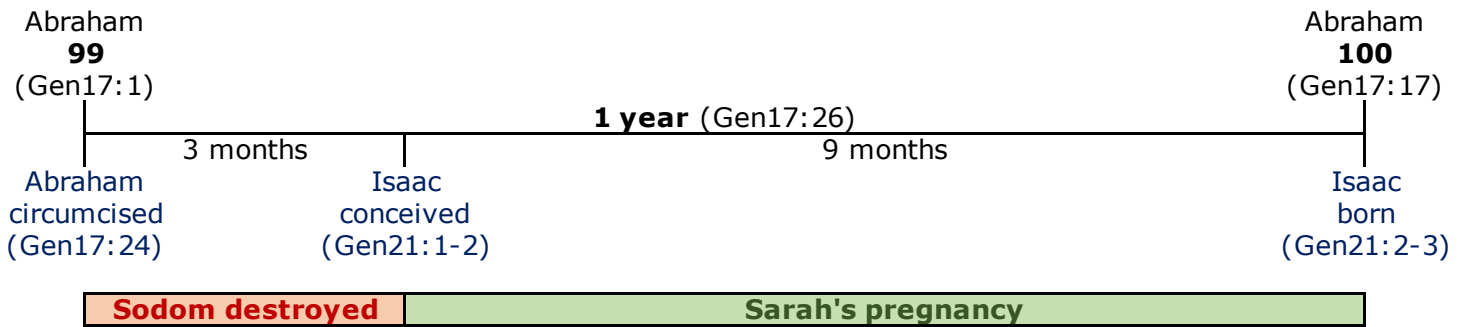 Abraham
99
(Gen17:1)
Abraham
100
(Gen17:17)
1 year (Gen17:26)
3 months
9 months
Abraham
circumcised
(Gen17:24)
Isaac
conceived
(Gen21:1-2)
Isaac
born
(Gen21:2-3)
Sodom destroyed
Sarah's pregnancy